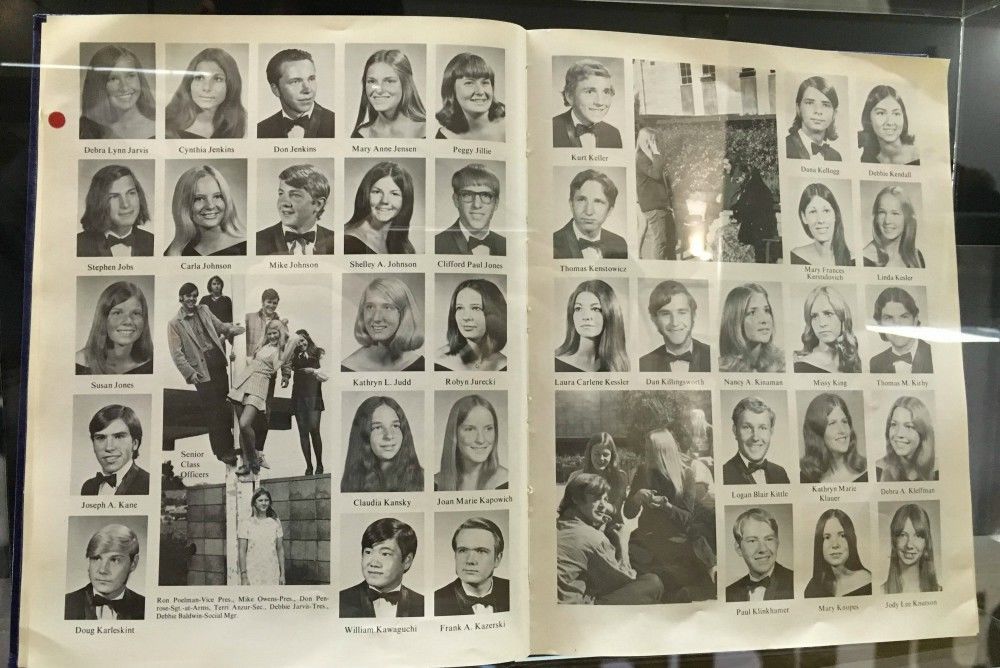 Debra Lynn Jarvis
Cynthia Jenkins
Don Jenkins
Mary Anne Jensen
Peggy Jillie
Stephen Jobs
Carla Johnson
Mike Johnson
Shelley A. Johnson
Clifford Paul Jones
Susan Jones
Senior
Class
Officers
Kathryn L. Judd
Robyn Jurecki
Joseph A. Kane
Claudia Kansky
Joan Marie Kapowich
Doug Karleskint
Ron Poelman-Vice Pres., Mike Owens-Pres., Don Pen-
rose-Sgt.-at-Arms, Terri Anzur-Sec., Debbie Jarvis-Tres.,
Debbie Baldwin-Social Mgr.
William Kawaguchi
Frank A. Kazerski
Kurt Keller
Dana Kellogg
Debbie Kendall
Thomas Kenstowicz
Mary Frances
Kerstulovich
Linda Kesler
Laura Carlene Kessler
Dan Killingsworth
Nancy A. Kinaman
Missy King
Thomas M. Kirby
Logan Blair Kittle
Kathryn Marie
Klauer
Debra A. Kleffman
Paul Klinkhamer
Mary Knopes
Jody Lee Knutson